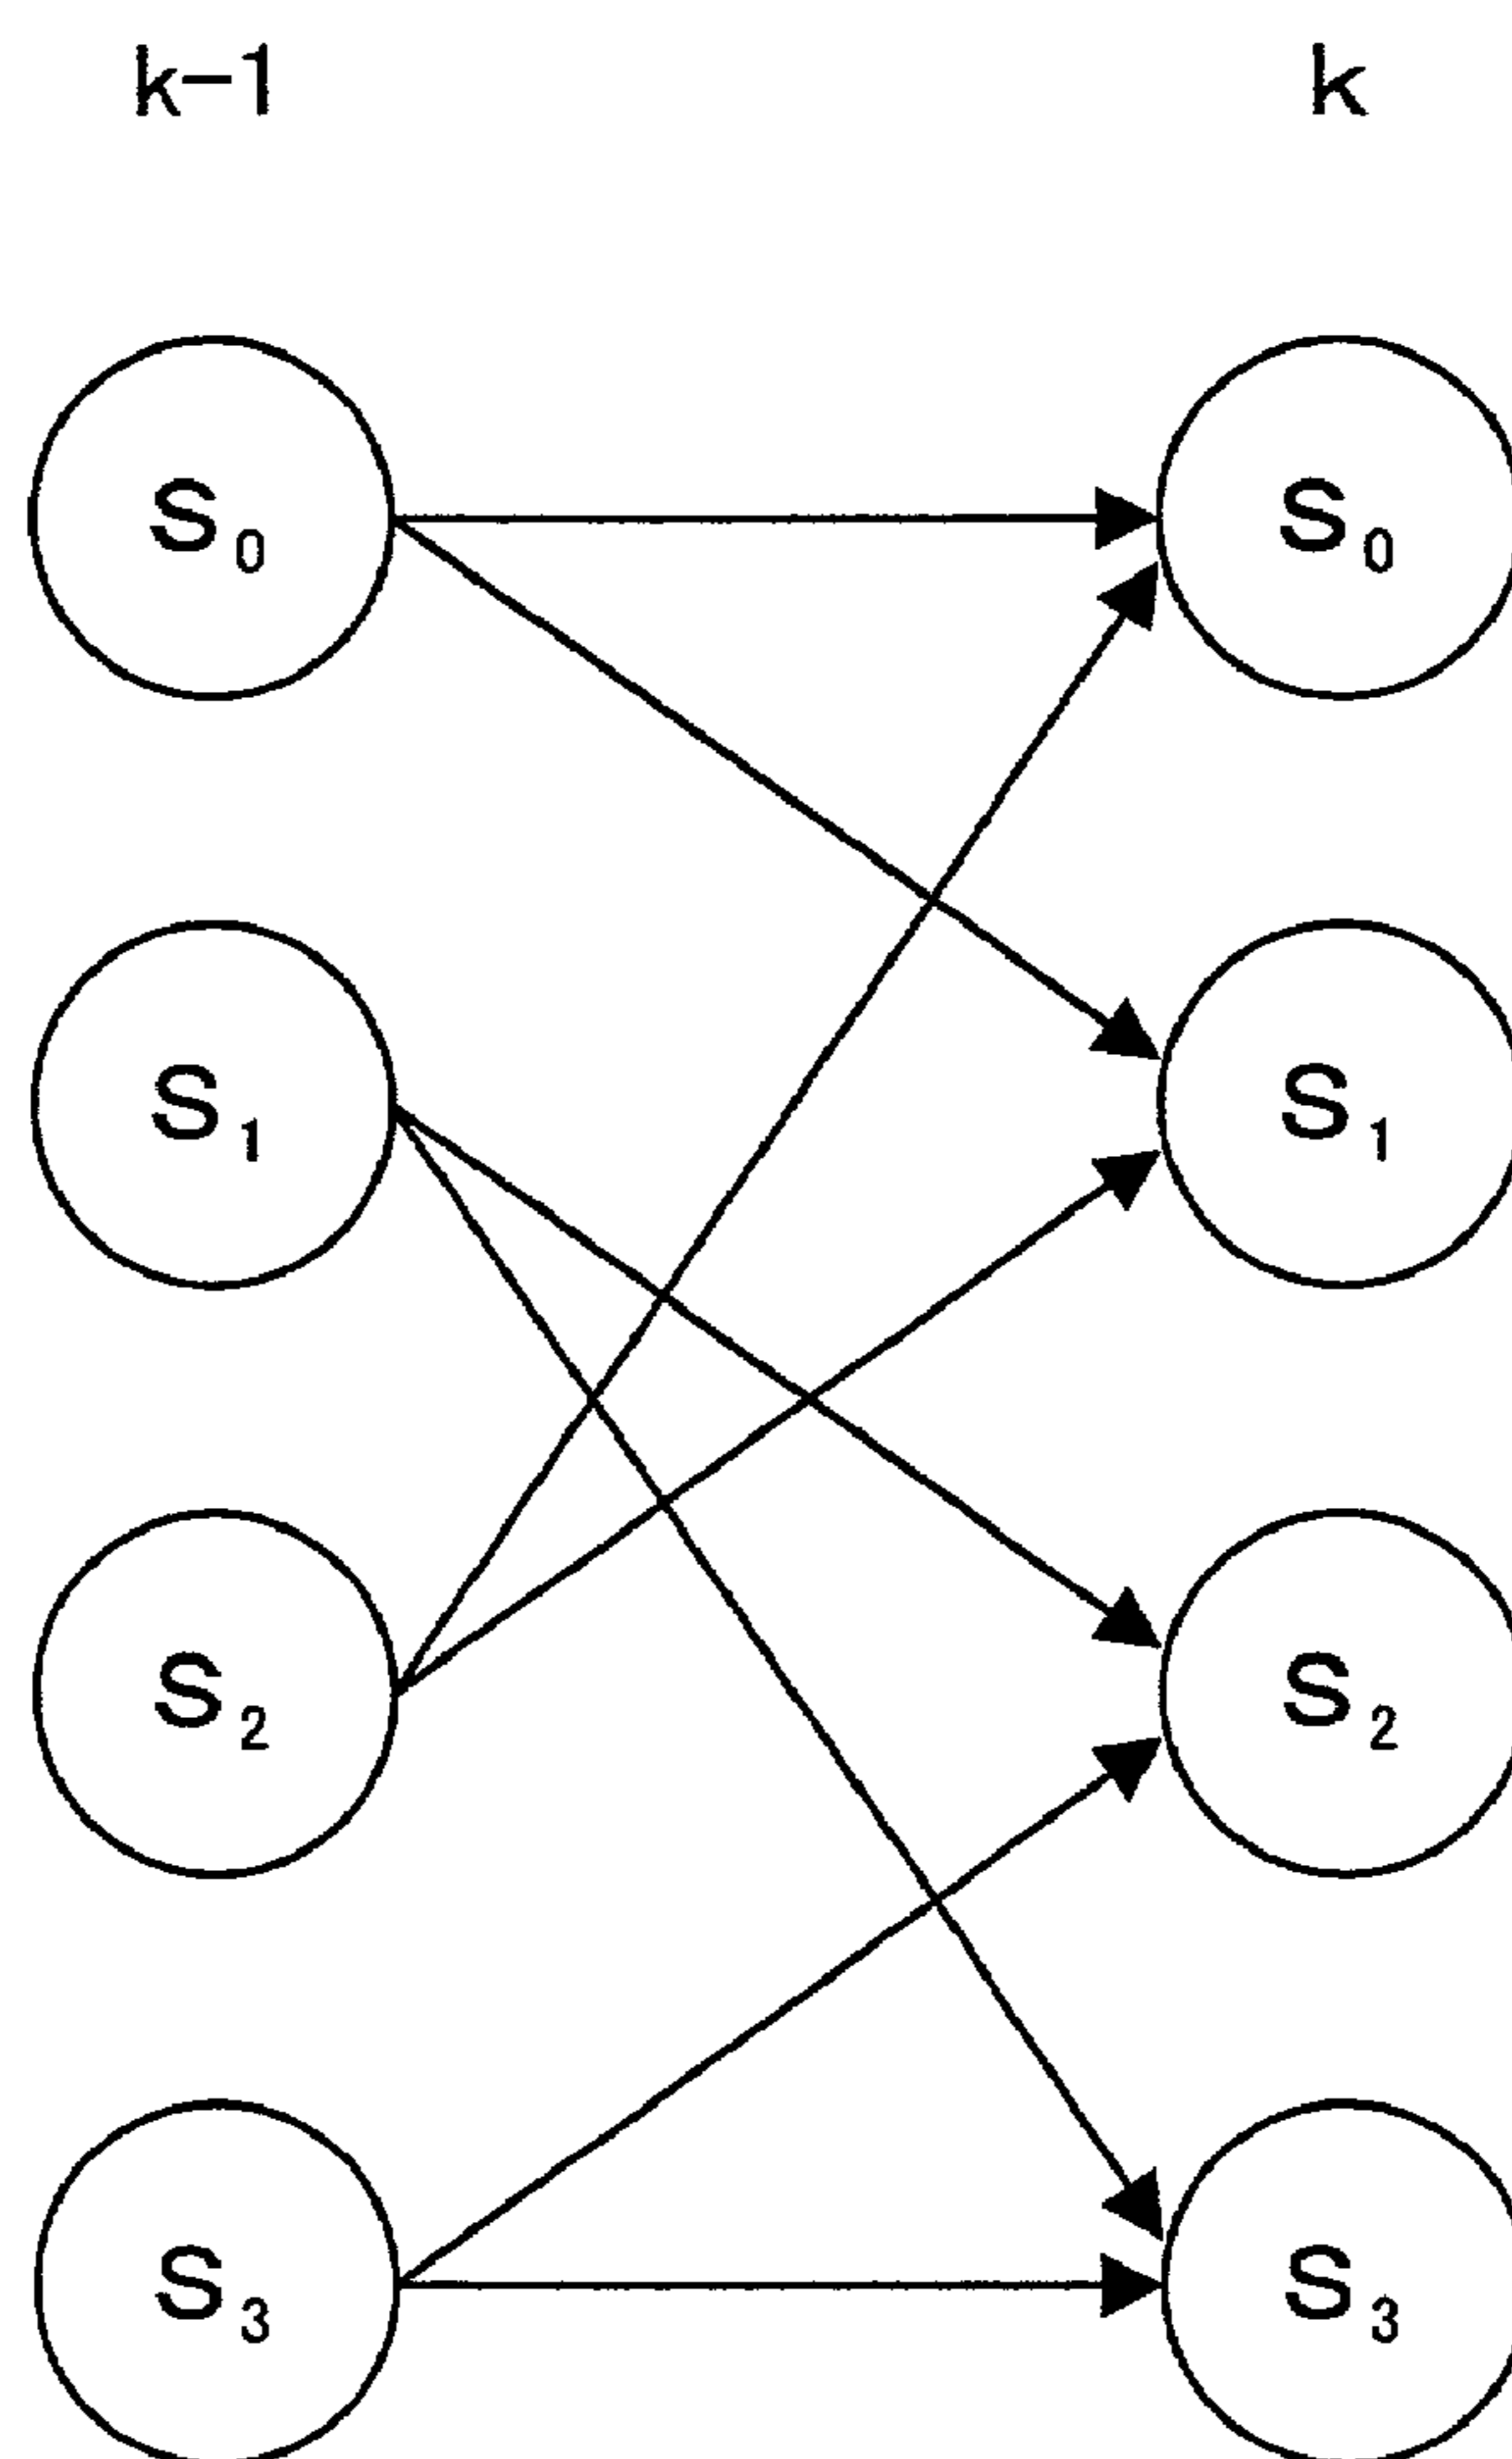 k-1 k
S₀ S₀
S₁ S₁
S₂ S₂
S₃ S₃